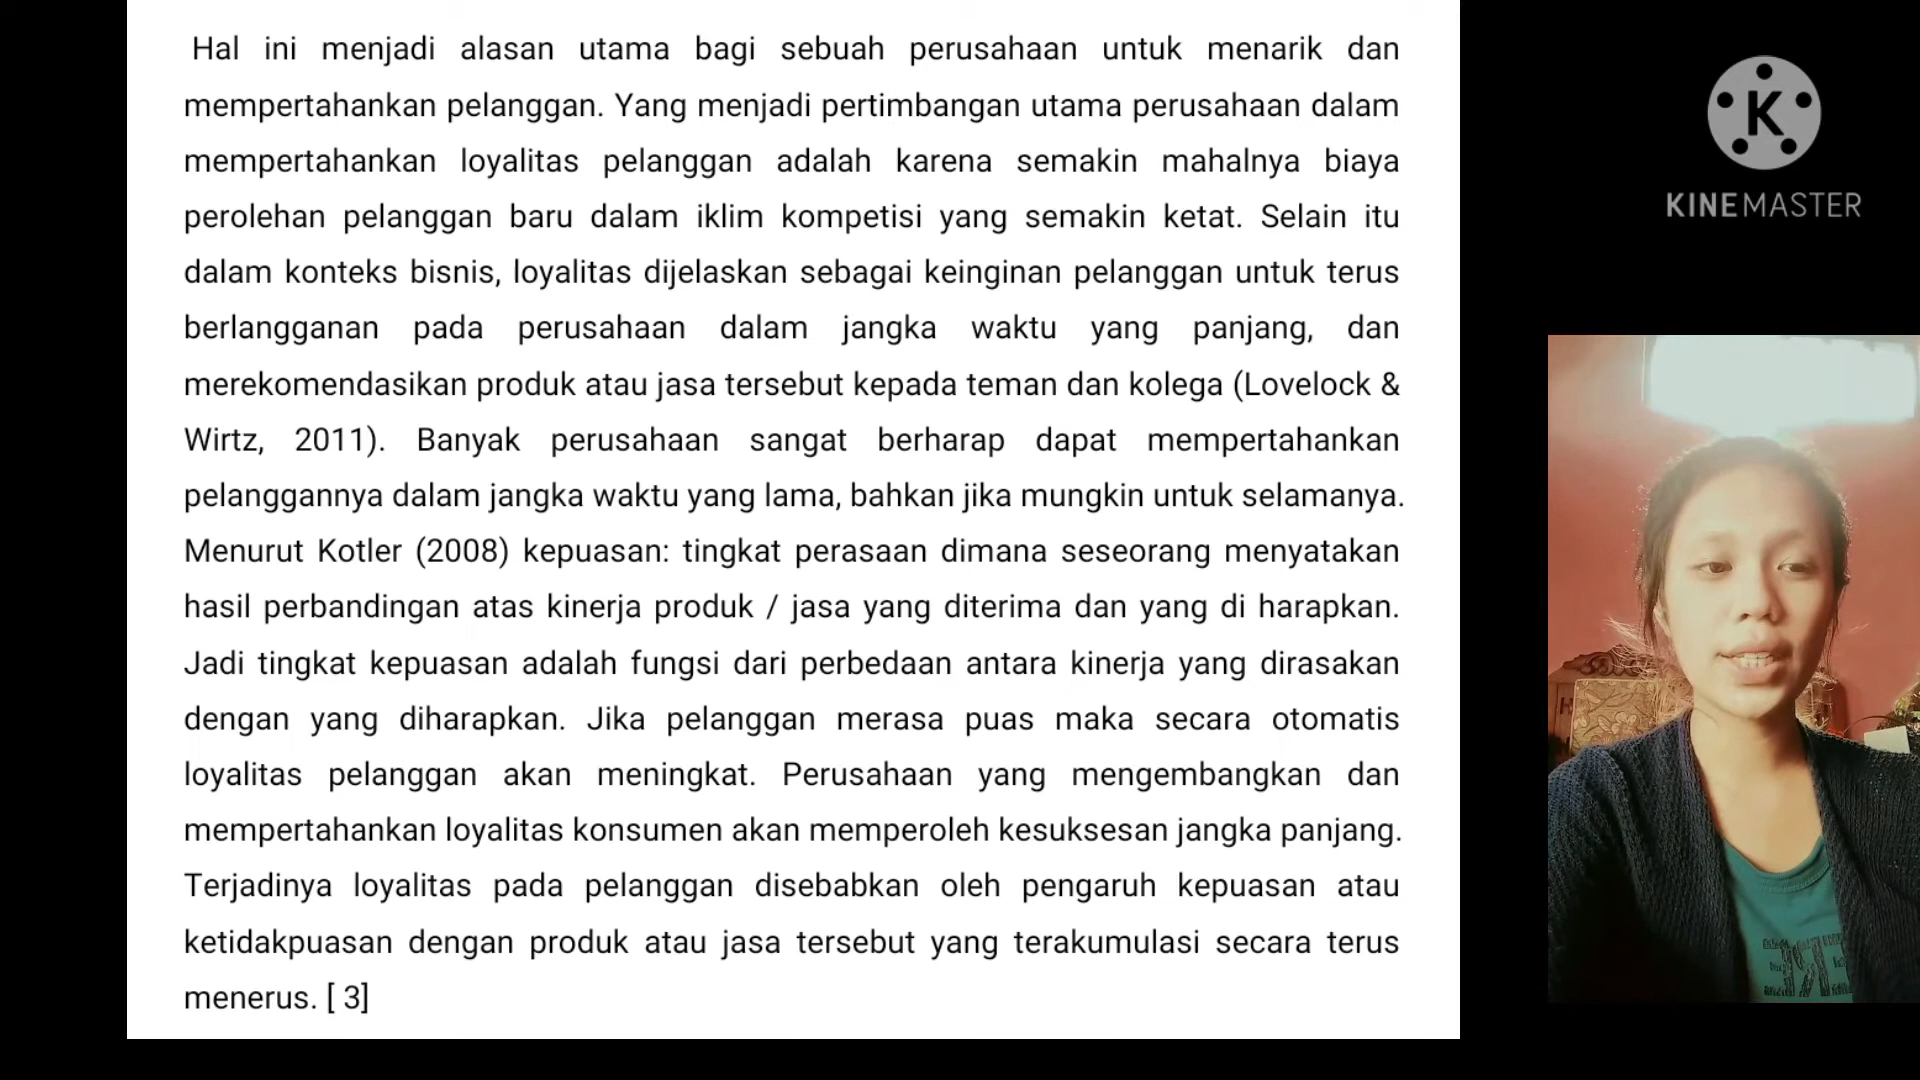 Hal ini menjadi alasan utama bagi sebuah perusahaan untuk menarik dan
mempertahankan pelanggan. Yang menjadi pertimbangan utama perusahaan dalam
mempertahankan loyalitas pelanggan adalah karena semakin mahalnya biaya
perolehan pelanggan baru dalam iklim kompetisi yang semakin ketat. Selain itu
dalam konteks bisnis, loyalitas dijelaskan sebagai keinginan pelanggan untuk terus
berlangganan pada perusahaan dalam jangka waktu yang panjang, dan
merekomendasikan produk atau jasa tersebut kepada teman dan kolega (Lovelock &
Wirtz, 2011). Banyak perusahaan sangat berharap dapat mempertahankan
pelanggannya dalam jangka waktu yang lama, bahkan jika mungkin untuk selamanya.
Menurut Kotler (2008) kepuasan: tingkat perasaan dimana seseorang menyatakan
hasil perbandingan atas kinerja produk / jasa yang diterima dan yang di harapkan.
Jadi tingkat kepuasan adalah fungsi dari perbedaan antara kinerja yang dirasakan
dengan yang diharapkan. Jika pelanggan merasa puas maka secara otomatis
loyalitas pelanggan akan meningkat. Perusahaan yang mengembangkan dan
mempertahankan loyalitas konsumen akan memperoleh kesuksesan jangka panjang.
Terjadinya loyalitas pada pelanggan disebabkan oleh pengaruh kepuasan atau
ketidakpuasan dengan produk atau jasa tersebut yang terakumulasi secara terus
menerus. [ 3]
K
KINEMASTER